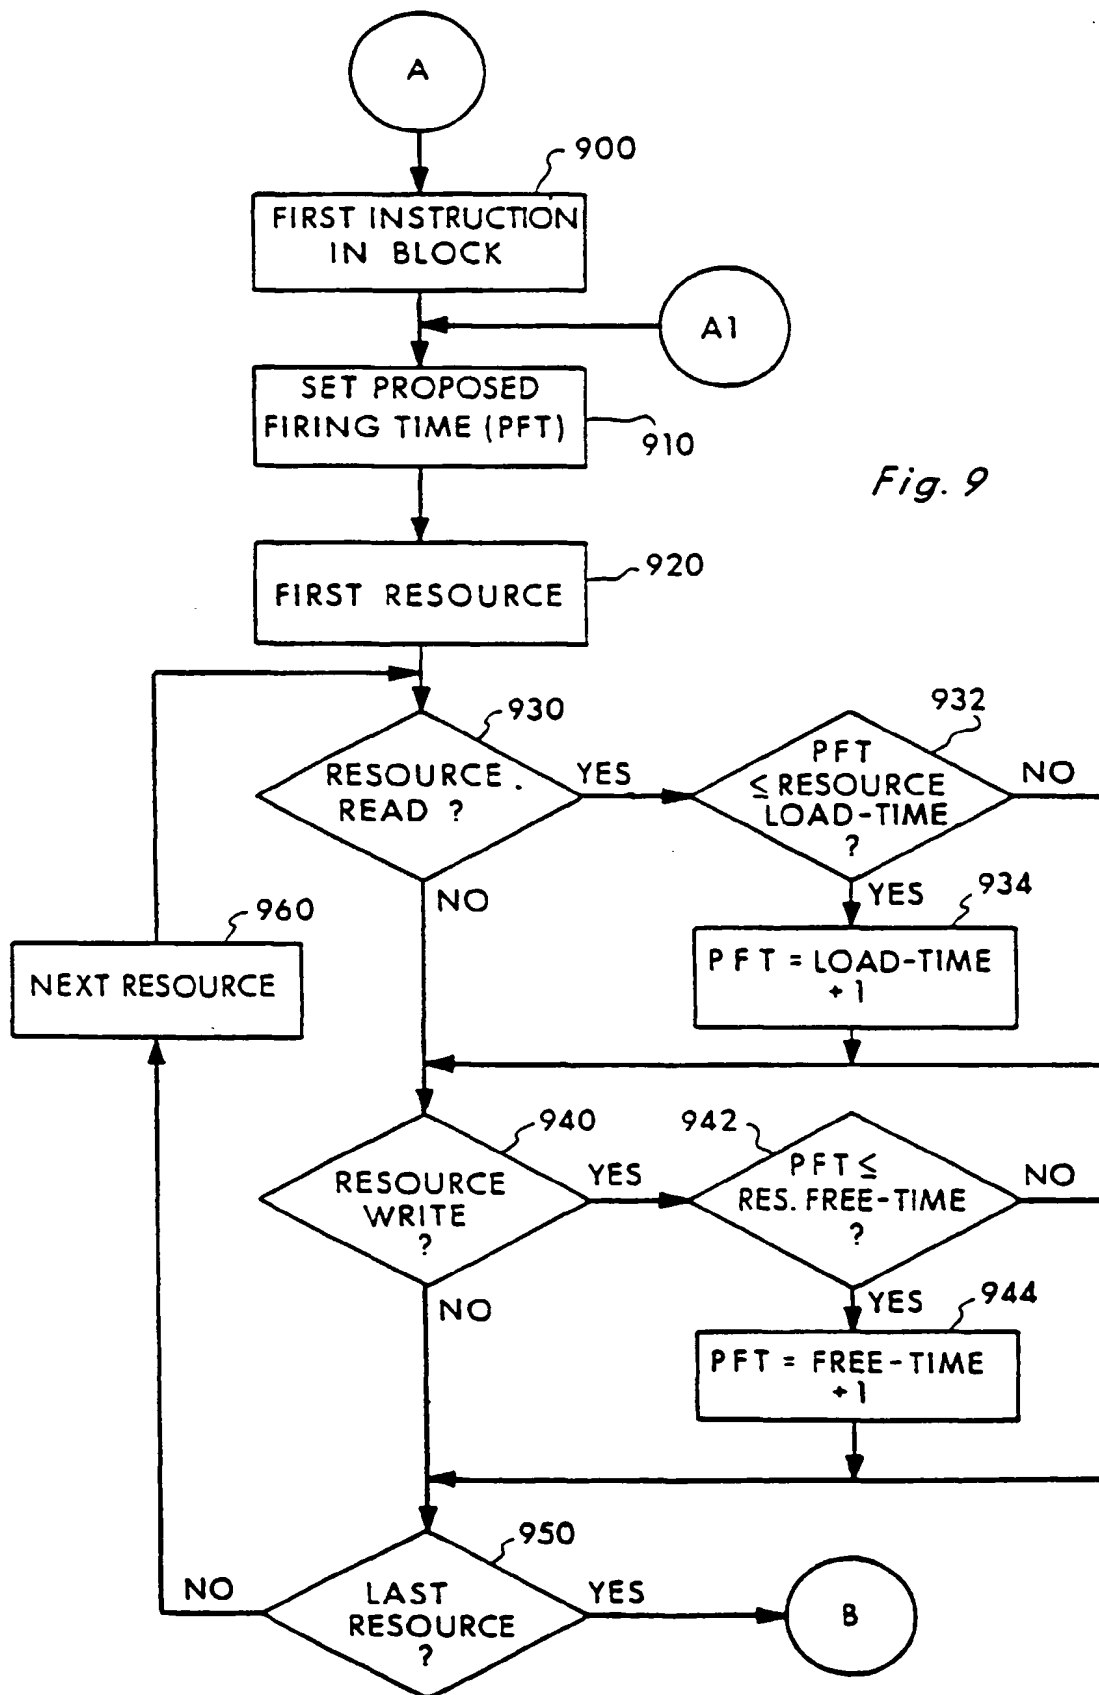 A
900
FIRST INSTRUCTION
IN BLOCK
A1
SET PROPOSED
FIRING TIME (PFT)
910
Fig. 9
920
FIRST RESOURCE
930
RESOURCE
READ ?
YES
932
PFT
≤ RESOURCE
LOAD-TIME
?
NO
NO
YES
934
PFT = LOAD-TIME
+ 1
960
NEXT RESOURCE
940
RESOURCE
WRITE
?
YES
942
PFT ≤
RES. FREE-TIME
?
NO
NO
YES
944
PFT = FREE-TIME
+ 1
950
LAST
RESOURCE
?
NO
YES
B